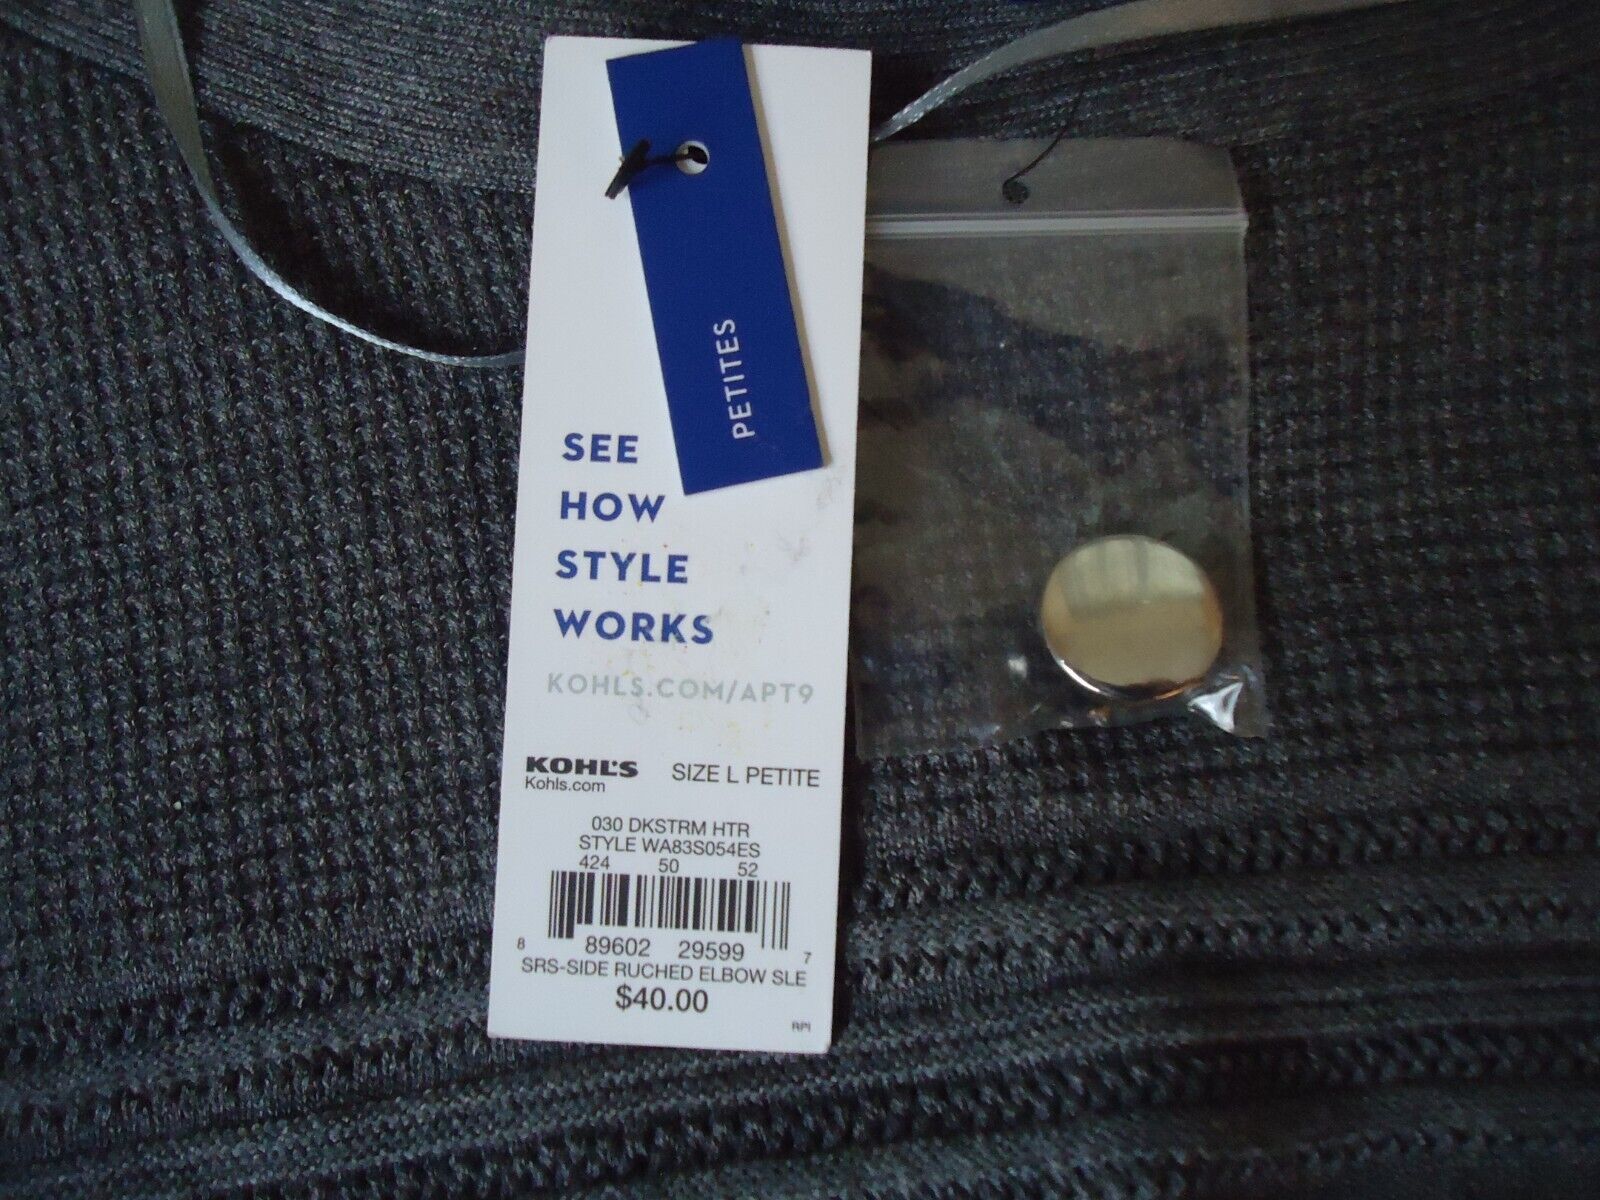 PETITES
SEE
HOW
STYLE
WORKS
KOHLS.COM/APT9
KOHL'S SIZE L PETITE
Kohls.com
030 DKSTRM HTR
STYLE WA83S054ES
424 50 52
8 89602 29599 7
SRS-SIDE RUCHED ELBOW SLE
$40.00
RPI